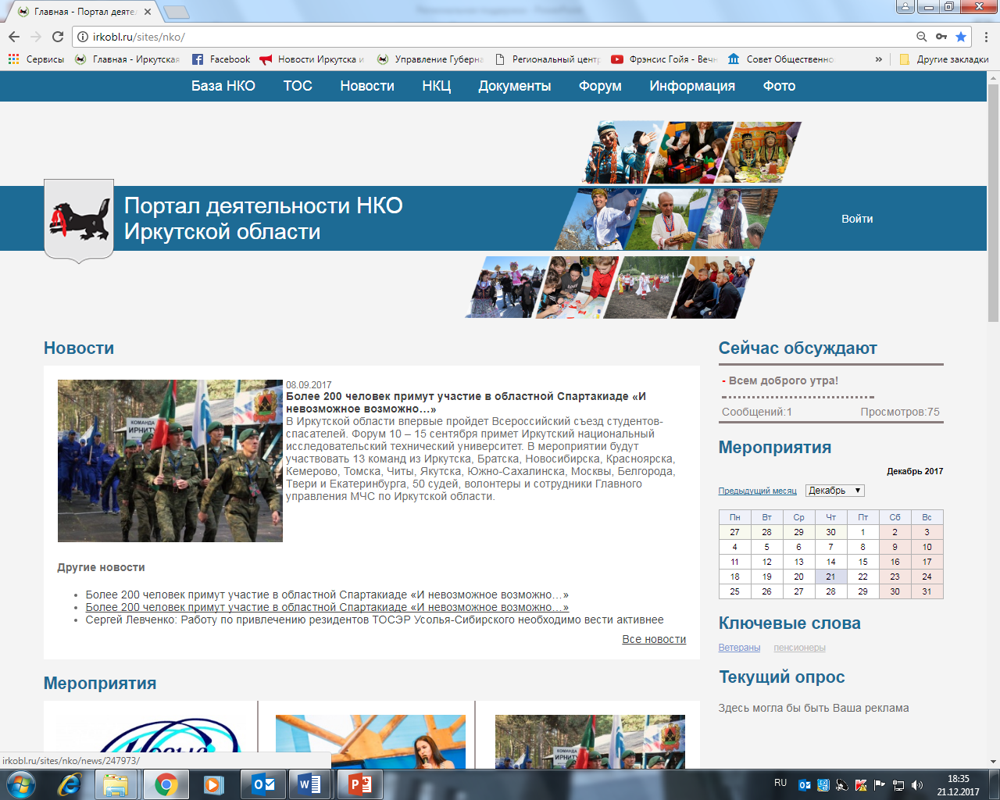 Главная - Портал деяте
irkobl.ru/sites/nko/
Сервисы Главная - Иркутская Facebook Новости Иркутска и Управление Губерна Региональный центр Фрэнсис Гойя - Вечн Совет Общественно » Другие закладки
База НКО ТОС Новости НКЦ Документы Форум Информация Фото
Портал деятельности НКО
Иркутской области
Войти
Новости
08.09.2017
Более 200 человек примут участие в областной Спартакиаде «И
невозможное возможно…»
В Иркутской области впервые пройдет Всероссийский съезд студентов-
спасателей. Форум 10 – 15 сентября примет Иркутский национальный
исследовательский технический университет. В мероприятии будут
участвовать 13 команд из Иркутска, Братска, Новосибирска, Красноярска,
Кемерово, Томска, Читы, Якутска, Южно-Сахалинска, Москвы, Белгорода,
Твери и Екатеринбурга, 50 судей, волонтеры и сотрудники Главного
управления МЧС по Иркутской области.
КОМАНДА
ИРНИТУ
Другие новости
• Более 200 человек примут участие в областной Спартакиаде «И невозможное возможно…»
• Более 200 человек примут участие в областной Спартакиаде «И невозможное возможно…»
• Сергей Левченко: Работу по привлечению резидентов ТОСЭР Усолья-Сибирского необходимо вести активнее
Все новости
Мероприятия
Новые
КОМАНДА
ИРНИТУ
Сейчас обсуждают
- Всем доброго утра!
Сообщений:1 Просмотров:75
Мероприятия
Декабрь 2017
Предыдущий месяц Декабрь
Пн Вт Ср Чт Пт Сб Вс
27 28 29 30 1 2 3
4 5 6 7 8 9 10
11 12 13 14 15 16 17
18 19 20 21 22 23 24
25 26 27 28 29 30 31
Ключевые слова
Ветераны пенсионеры
Текущий опрос
Здесь могла бы быть Ваша реклама
irkobl.ru/sites/nko/news/247973/
RU
18:35
21.12.2017